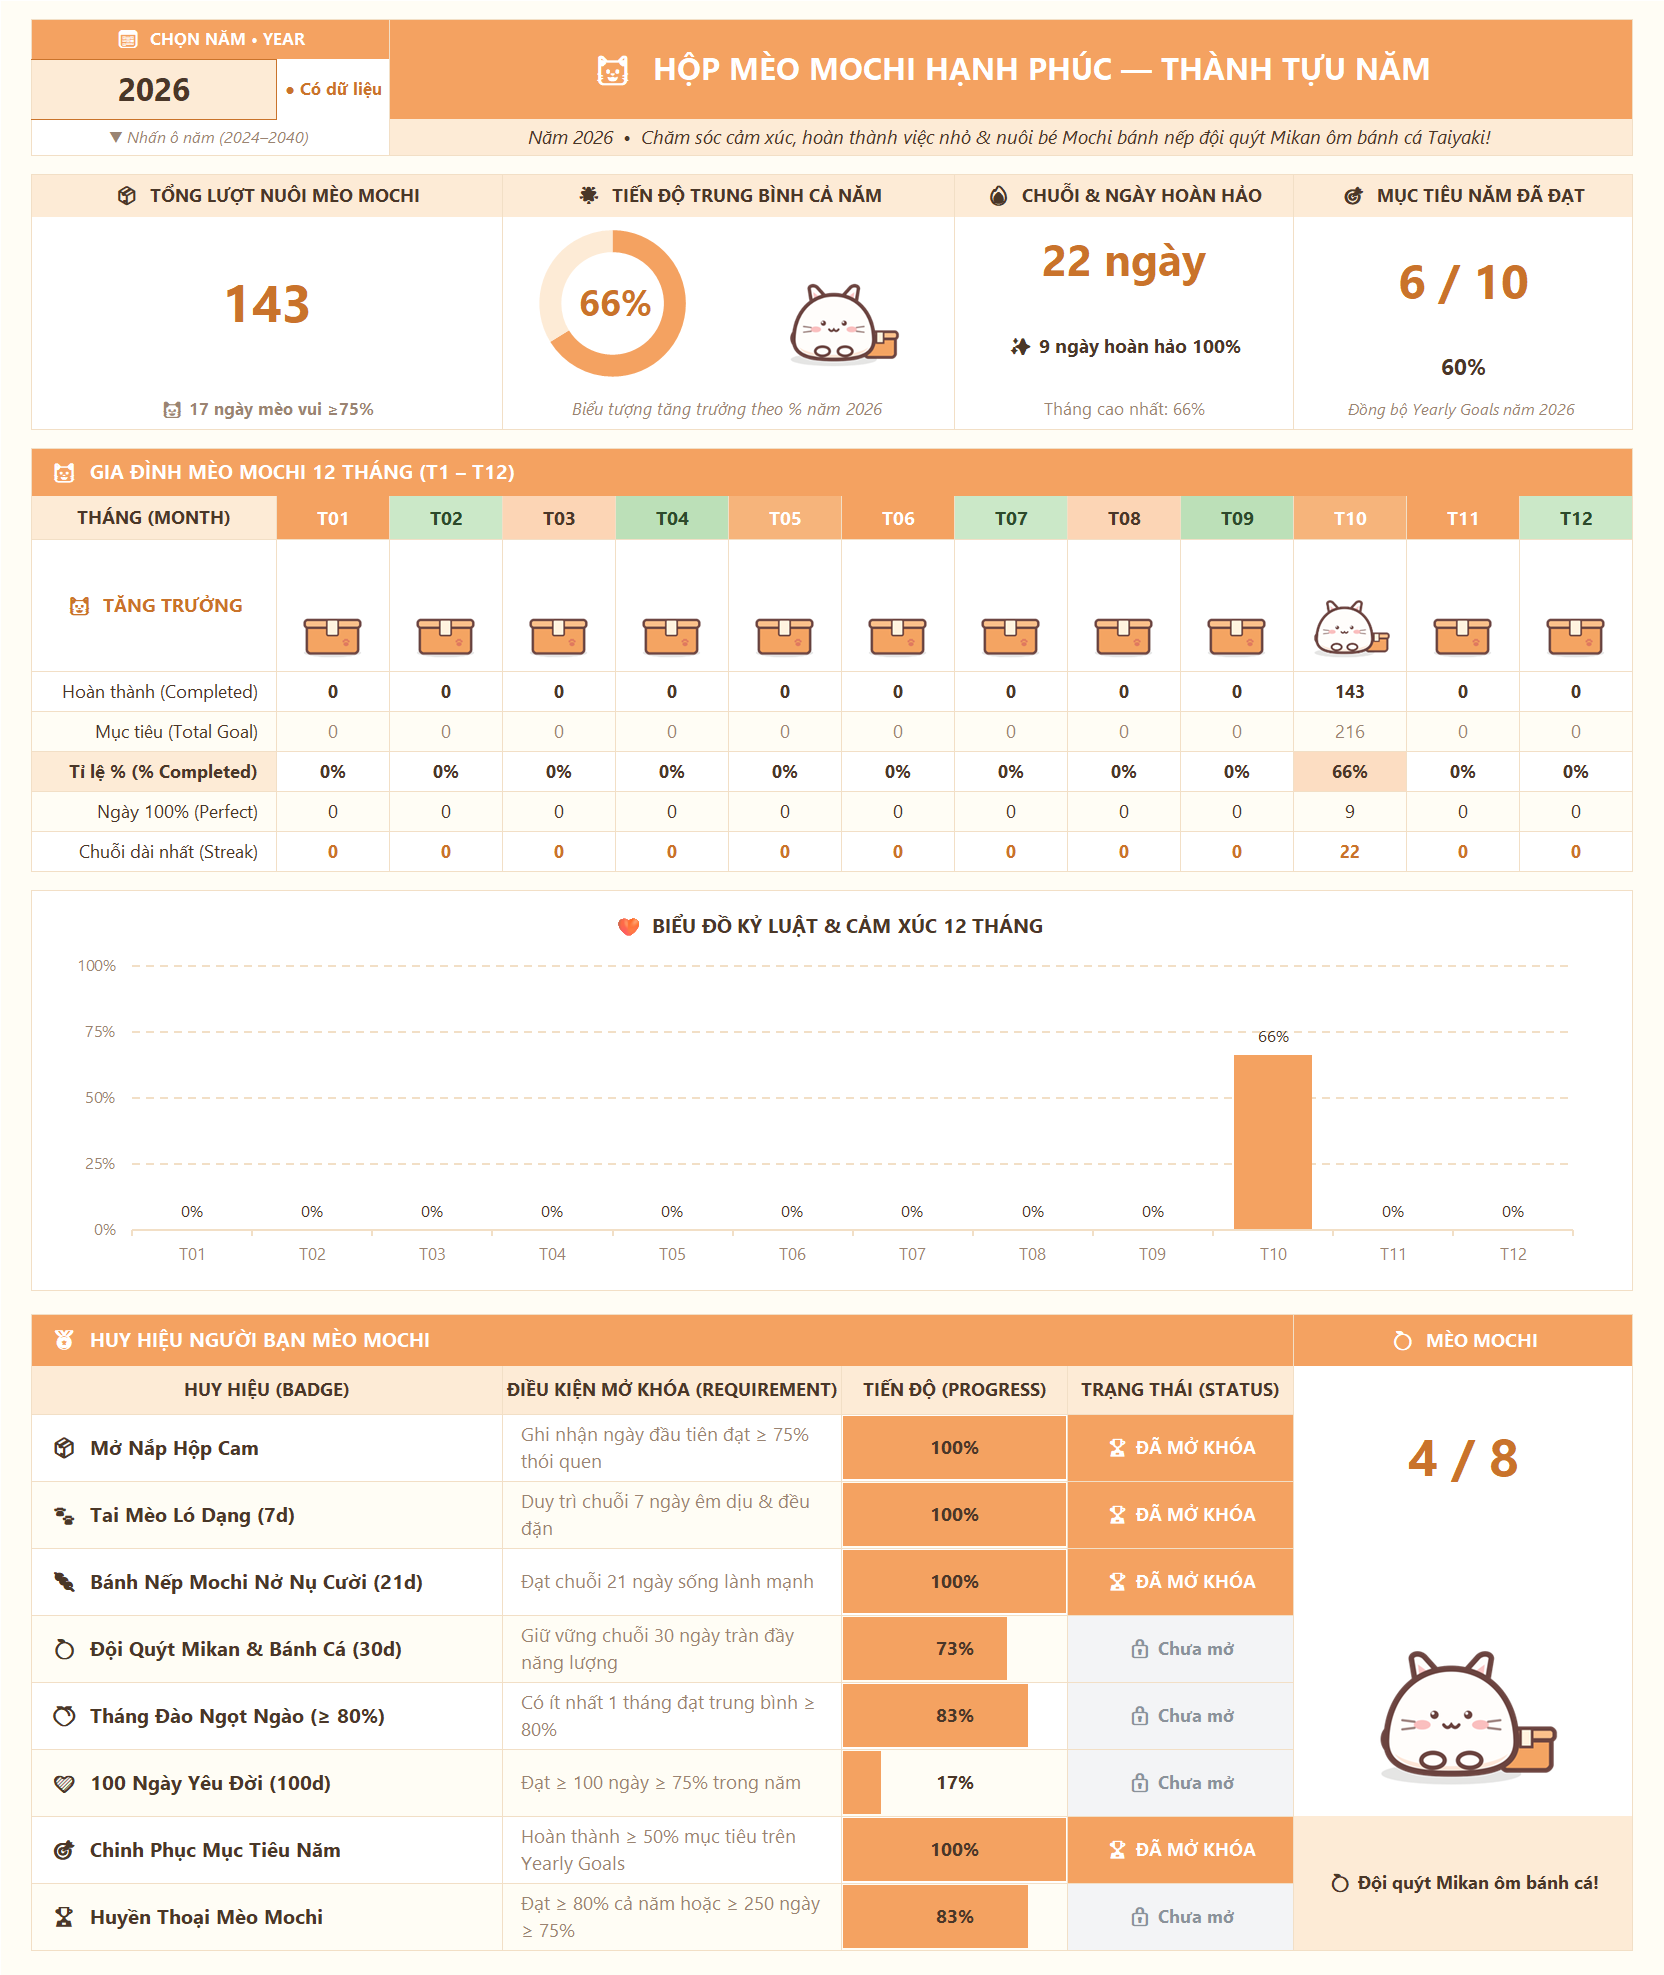 CHỌN NĂM • YEAR
2026
● Có dữ liệu
▼ Nhấn ô năm (2024–2040)
HỘP MÈO MOCHI HẠNH PHÚC — THÀNH TỰU NĂM
Năm 2026 • Chăm sóc cảm xúc, hoàn thành việc nhỏ & nuôi bé Mochi bánh nếp đội quýt Mikan ôm bánh cá Taiyaki!
TỔNG LƯỢT NUÔI MÈO MOCHI
143
17 ngày mèo vui ≥75%
TIẾN ĐỘ TRUNG BÌNH CẢ NĂM
66%
Biểu tượng tăng trưởng theo % năm 2026
CHUỖI & NGÀY HOÀN HẢO
22 ngày
9 ngày hoàn hảo 100%
Tháng cao nhất: 66%
MỤC TIÊU NĂM ĐÃ ĐẠT
6 / 10
60%
Đồng bộ Yearly Goals năm 2026
GIA ĐÌNH MÈO MOCHI 12 THÁNG (T1 – T12)
THÁNG (MONTH) T01 T02 T03 T04 T05 T06 T07 T08 T09 T10 T11 T12
TĂNG TRƯỞNG
Hoàn thành (Completed) 0 0 0 0 0 0 0 0 0 143 0 0
Mục tiêu (Total Goal) 0 0 0 0 0 0 0 0 0 216 0 0
Tỉ lệ % (% Completed) 0% 0% 0% 0% 0% 0% 0% 0% 0% 66% 0% 0%
Ngày 100% (Perfect) 0 0 0 0 0 0 0 0 0 9 0 0
Chuỗi dài nhất (Streak) 0 0 0 0 0 0 0 0 0 22 0 0
BIỂU ĐỒ KỶ LUẬT & CẢM XÚC 12 THÁNG
100%
75%
66%
50%
25%
0% 0% 0% 0% 0% 0% 0% 0% 0% 0% 0%
0%
T01 T02 T03 T04 T05 T06 T07 T08 T09 T10 T11 T12
HUY HIỆU NGƯỜI BẠN MÈO MOCHI
HUY HIỆU (BADGE) ĐIỀU KIỆN MỞ KHÓA (REQUIREMENT) TIẾN ĐỘ (PROGRESS) TRẠNG THÁI (STATUS)
Mở Nắp Hộp Cam
Ghi nhận ngày đầu tiên đạt ≥ 75%
thói quen
100%
ĐÃ MỞ KHÓA
Tai Mèo Ló Dạng (7d)
Duy trì chuỗi 7 ngày êm dịu & đều
đặn
100%
ĐÃ MỞ KHÓA
Bánh Nếp Mochi Nở Nụ Cười (21d)
Đạt chuỗi 21 ngày sống lành mạnh
100%
ĐÃ MỞ KHÓA
Đội Quýt Mikan & Bánh Cá (30d)
Giữ vững chuỗi 30 ngày tràn đầy
năng lượng
73%
Chưa mở
Tháng Đào Ngọt Ngào (≥ 80%)
Có ít nhất 1 tháng đạt trung bình ≥
80%
83%
Chưa mở
100 Ngày Yêu Đời (100d)
Đạt ≥ 100 ngày ≥ 75% trong năm
17%
Chưa mở
Chinh Phục Mục Tiêu Năm
Hoàn thành ≥ 50% mục tiêu trên
Yearly Goals
100%
ĐÃ MỞ KHÓA
Huyền Thoại Mèo Mochi
Đạt ≥ 80% cả năm hoặc ≥ 250 ngày
≥ 75%
83%
Chưa mở
MÈO MOCHI
4 / 8
Đội quýt Mikan ôm bánh cá!